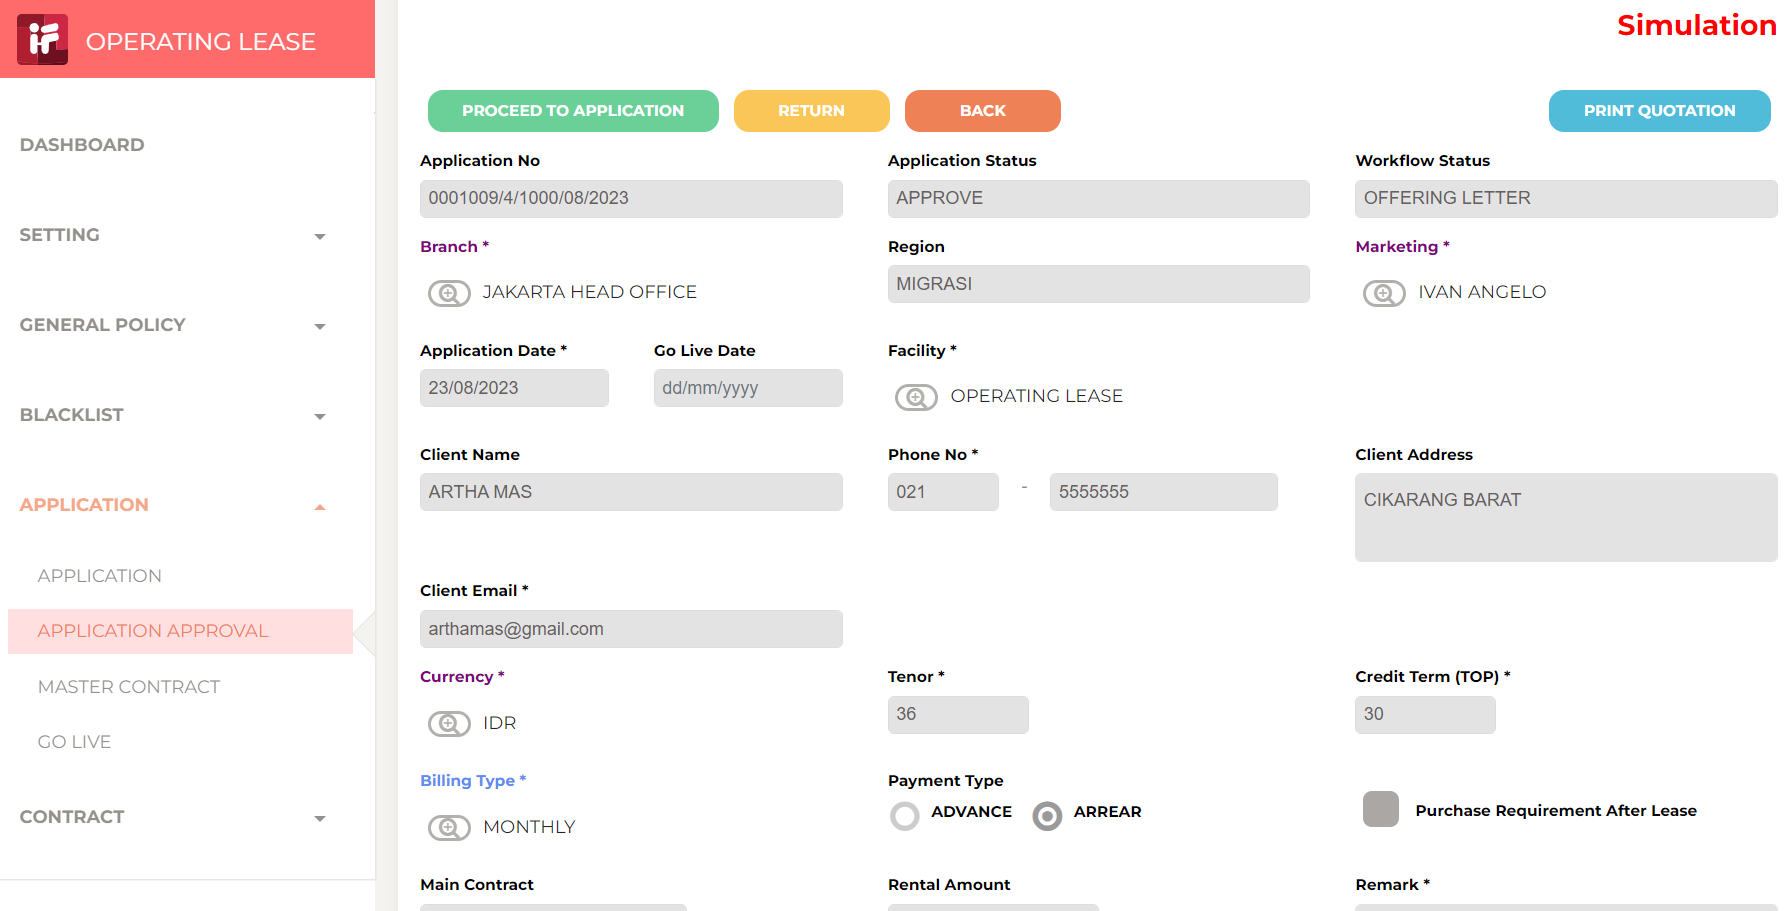 iF
OPERATING LEASE
DASHBOARD
SETTING
GENERAL POLICY
BLACKLIST
APPLICATION
APPLICATION
APPLICATION APPROVAL
MASTER CONTRACT
GO LIVE
CONTRACT
Simulation
PROCEED TO APPLICATION RETURN BACK PRINT QUOTATION
Application No Application Status Workflow Status
0001009/4/1000/08/2023 APPROVE OFFERING LETTER
Branch * Region Marketing *
JAKARTA HEAD OFFICE MIGRASI IVAN ANGELO
Application Date * Go Live Date Facility *
23/08/2023 dd/mm/yyyy OPERATING LEASE
Client Name Phone No * Client Address
ARTHA MAS 021 - 5555555 CIKARANG BARAT
Client Email *
arthamas@gmail.com
Currency * Tenor * Credit Term (TOP) *
IDR 36 30
Billing Type * Payment Type
MONTHLY ADVANCE ARREAR Purchase Requirement After Lease
Main Contract Rental Amount Remark *